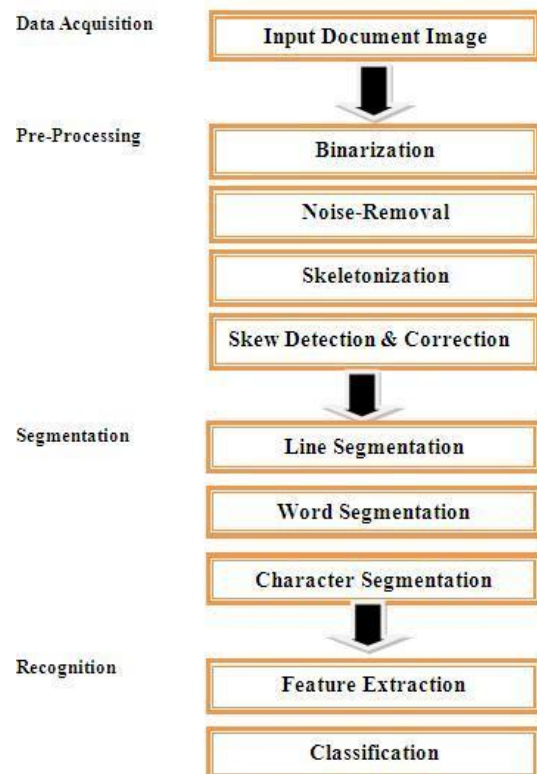 Data Acquisition
Input Document Image
Pre-Processing
Binarization
Noise-Removal
Skeletonization
Skew Detection & Correction
Segmentation
Line Segmentation
Word Segmentation
Character Segmentation
Recognition
Feature Extraction
Classification